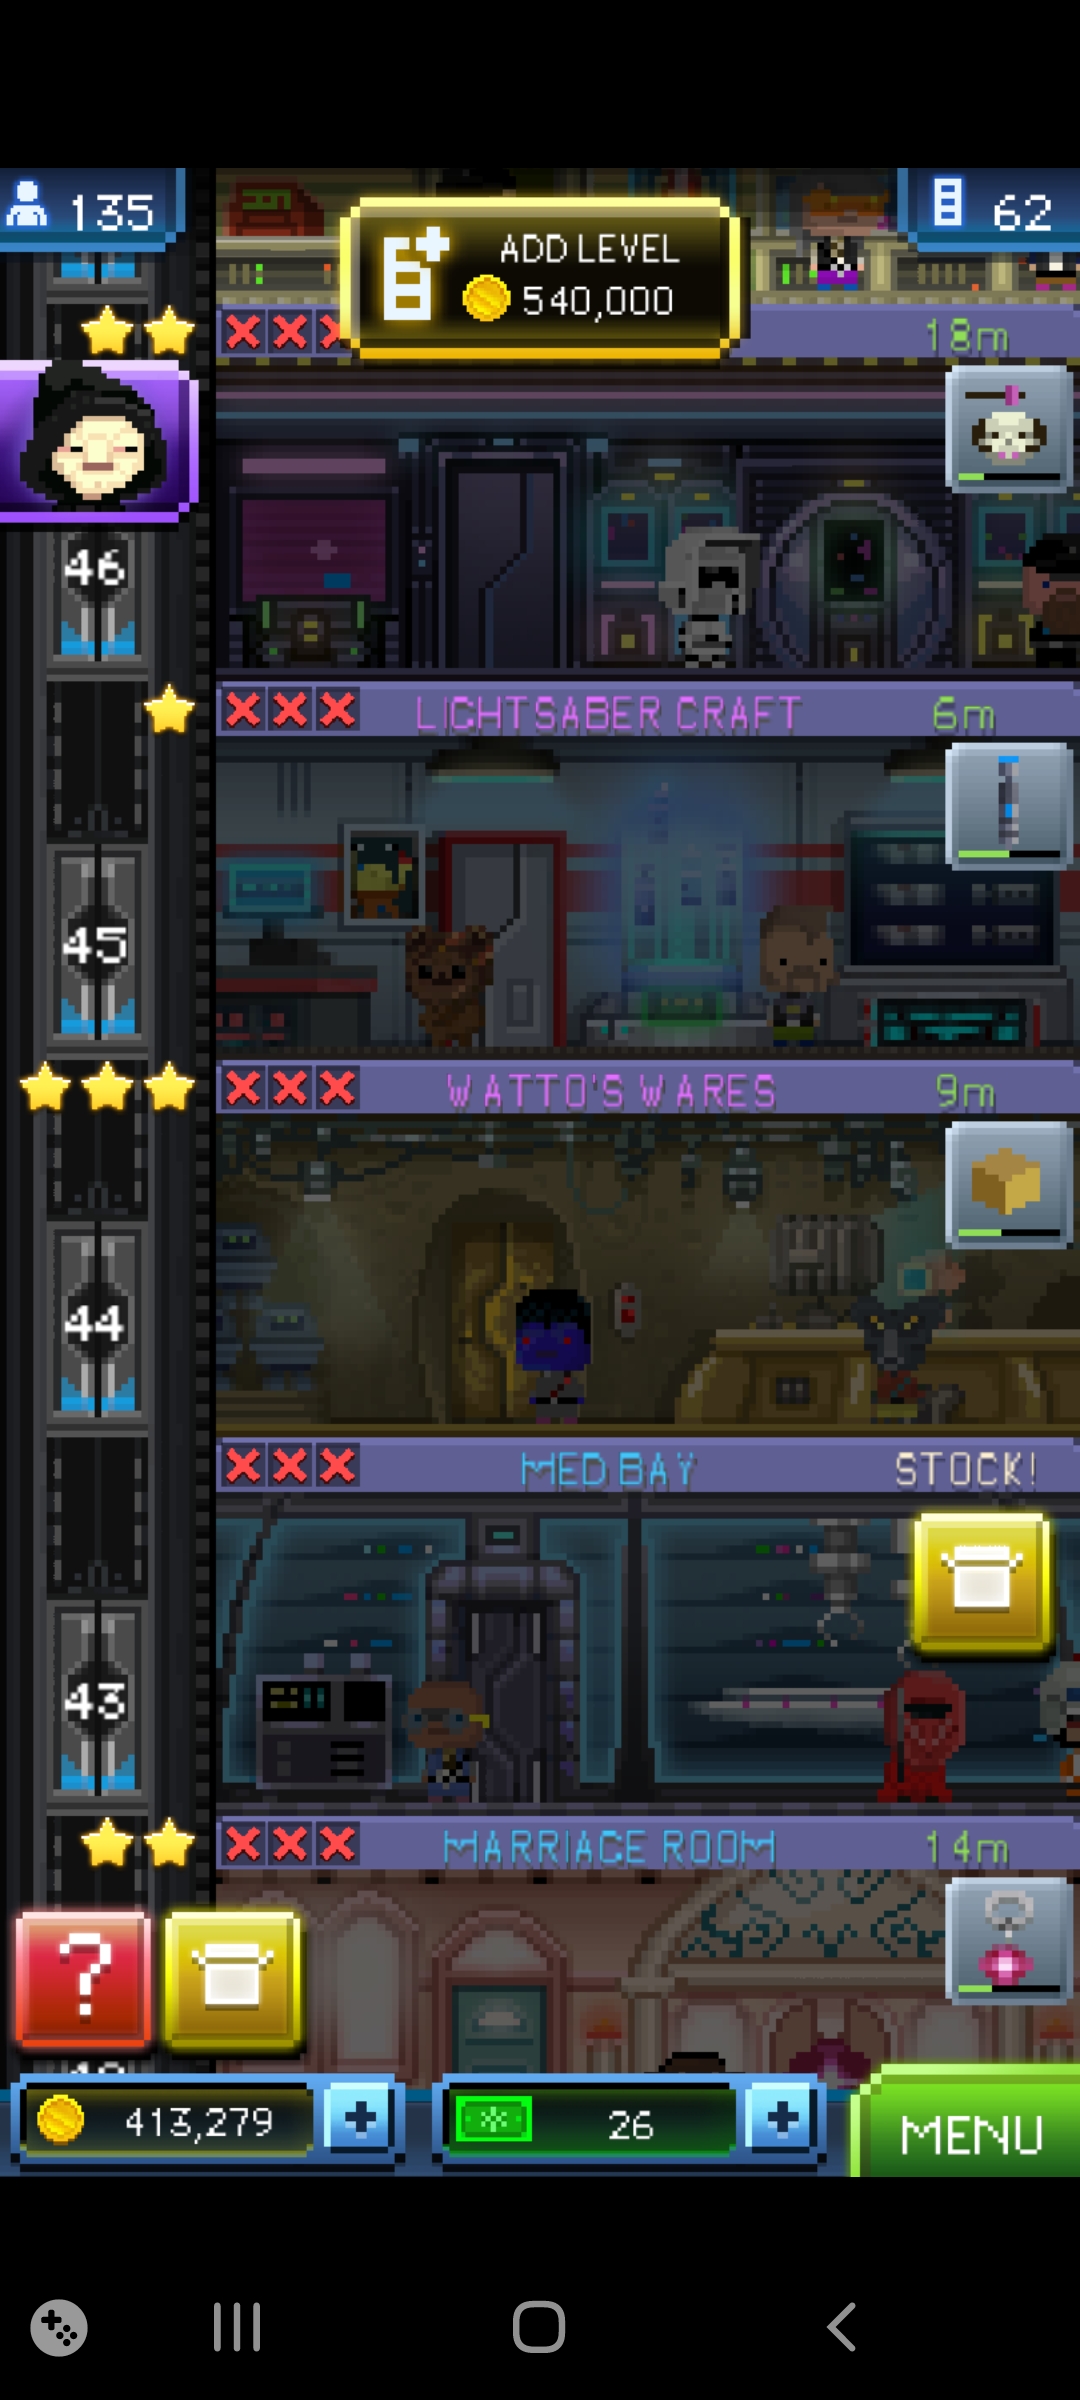 135
ADD LEVEL
540,000
62
18m
46
LIGHTSABER CRAFT
6m
45
WATTO'S WARES
9m
44
MED BAY
STOCK!
43
MARRIAGE ROOM
14m
?
413,279
+
26
+
MENU